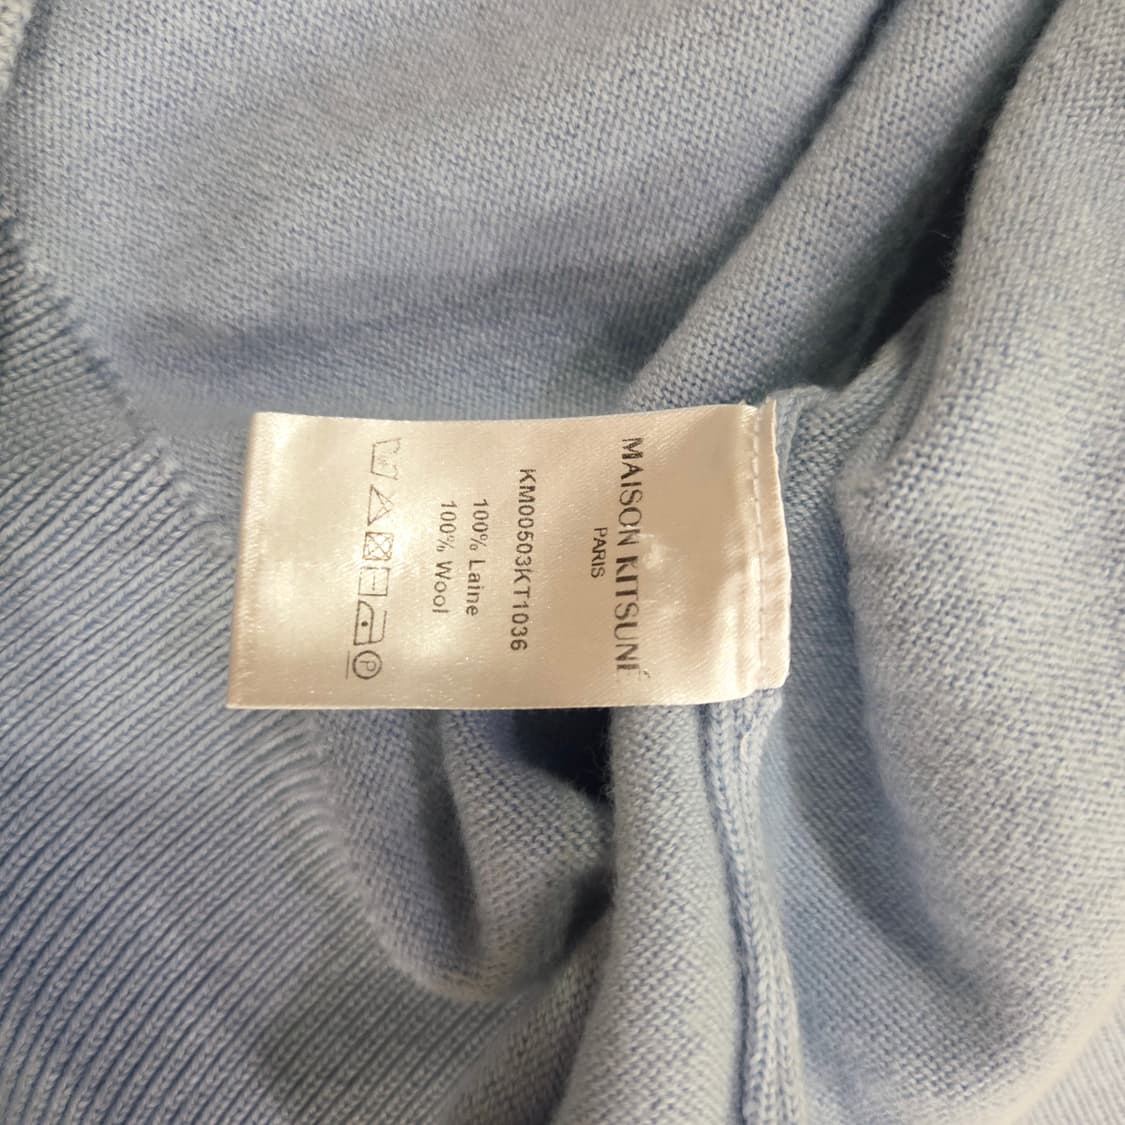 MAISON KITSUNÉ
PARIS
KM00503KT1036
100% Laine
100% Wool
P